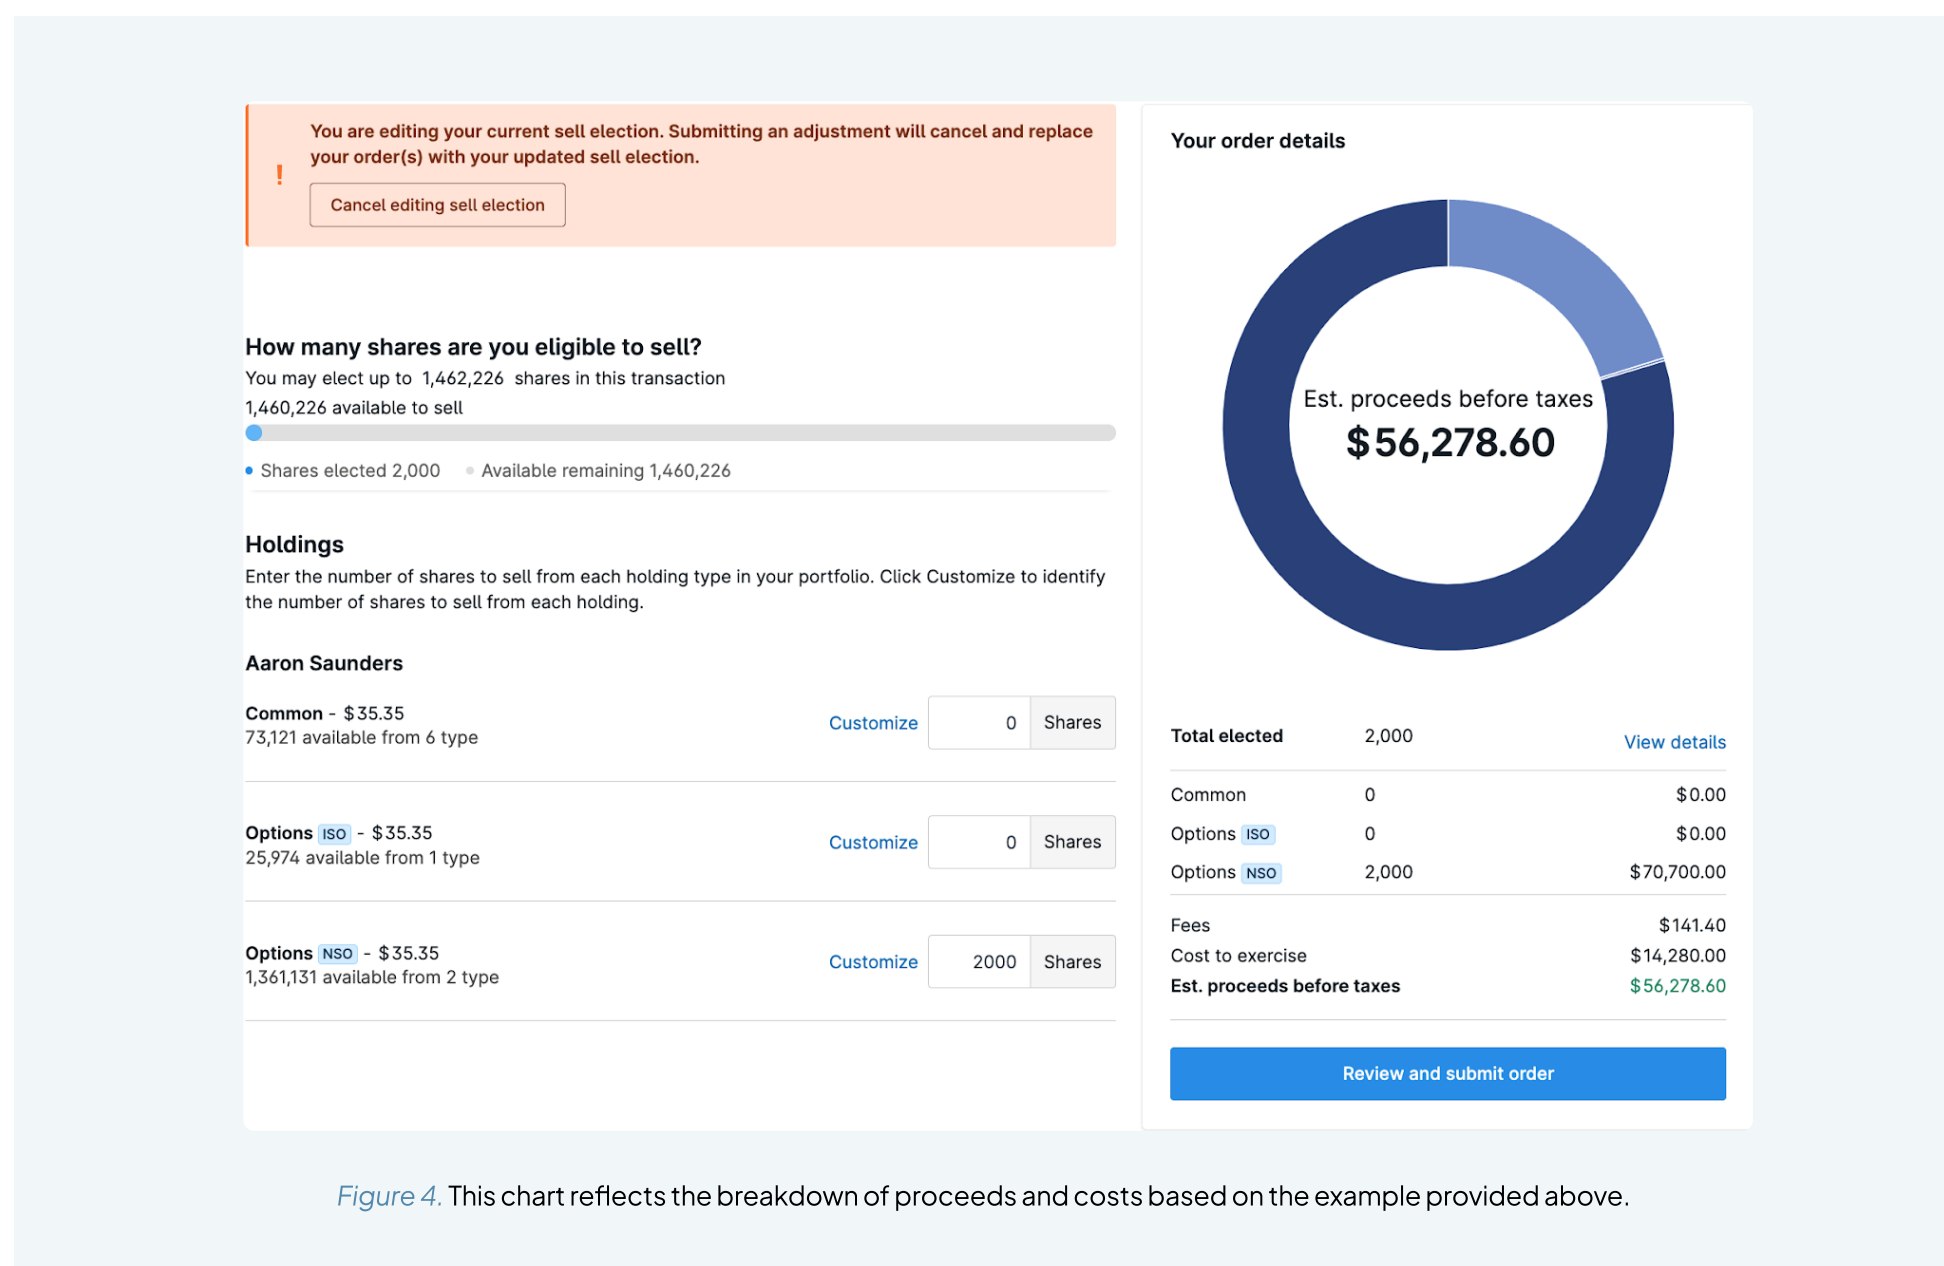 You are editing your current sell election. Submitting an adjustment will cancel and replace
your order(s) with your updated sell election.
!
Cancel editing sell election
How many shares are you eligible to sell?
You may elect up to 1,462,226 shares in this transaction
1,460,226 available to sell
Shares elected 2,000 Available remaining 1,460,226
Holdings
Enter the number of shares to sell from each holding type in your portfolio. Click Customize to identify
the number of shares to sell from each holding.
Aaron Saunders
Common - $35.35
73,121 available from 6 type
Customize 0 Shares
Options ISO - $35.35
25,974 available from 1 type
Customize 0 Shares
Options NSO - $35.35
1,361,131 available from 2 type
Customize 2000 Shares
Your order details
Est. proceeds before taxes
$56,278.60
Total elected 2,000 View details
Common 0 $0.00
Options ISO 0 $0.00
Options NSO 2,000 $70,700.00
Fees $141.40
Cost to exercise $14,280.00
Est. proceeds before taxes $56,278.60
Review and submit order
Figure 4. This chart reflects the breakdown of proceeds and costs based on the example provided above.